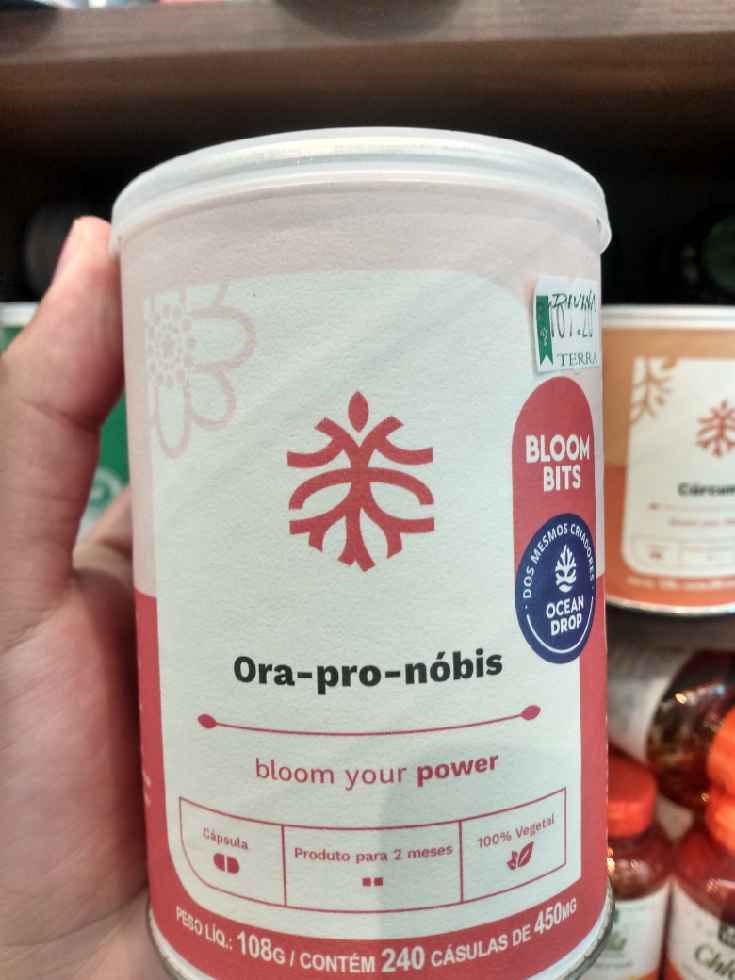 TERRA
BLOOM
BITS
DOS MESMOS CRIADORES
OCEAN
DROP
Ora-pro-nóbis
bloom your power
Cápsula
Produto para 2 meses
100% Vegetal
PESO LÍQ.: 108G / CONTÉM 240 CÁSULAS DE 450MG